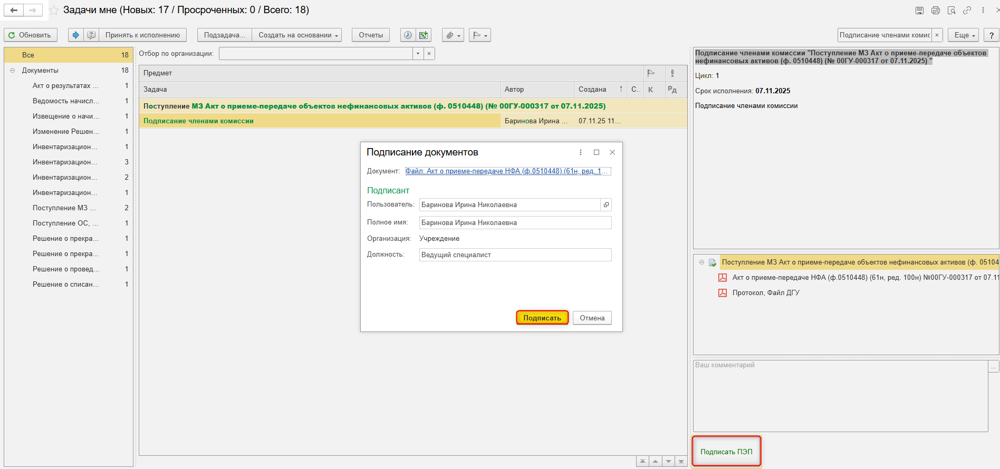 Задачи мне (Новых: 17 / Просроченных: 0 / Всего: 18)
Обновить
Принять к исполнению
Подзадача...
Создать на основании
Отчеты
Подписание членами комис
×
Еще
?
Все 18
Документы 18
Акт о результатах ... 1
Ведомость начисл... 1
Извещение о начи... 1
Изменение Решен... 1
Инвентаризацион... 1
Инвентаризацион... 3
Инвентаризацион... 2
Инвентаризацион... 1
Поступление МЗ ... 2
Поступление ОС, ... 1
Решение о прекра... 1
Решение о прекра... 1
Решение о провед... 1
Решение о списан... 1
Отбор по организации:
Предмет
Задача Автор Создана ↑ С.. К Рд
Поступление МЗ Акт о приеме-передаче объектов нефинансовых активов (ф. 0510448) (№ 00ГУ-000317 от 07.11.2025)
Подписание членами комиссии Баринова Ирина ... 07.11.25 11...
Подписание документов
Документ: Файл: Акт о приеме-передаче НФА (ф.0510448) (61н, ред. 1...
Подписант
Пользователь: Баринова Ирина Николаевна
Полное имя: Баринова Ирина Николаевна
Организация: Учреждение
Должность: Ведущий специалист
Подписать
Отмена
Подписание членами комиссии "Поступление МЗ Акт о приеме-передаче объектов
нефинансовых активов (ф. 0510448) (№ 00ГУ-000317 от 07.11.2025) "
Цикл: 1
Срок исполнения: 07.11.2025
Подписание членами комиссии
Поступление МЗ Акт о приеме-передаче объектов нефинансовых активов (ф. 05104
Акт о приеме-передаче НФА (ф.0510448) (61н, ред. 100н) №00ГУ-000317 от 07.11
Протокол, Файл ДГУ
Ваш комментарий
...
Подписать ПЭП